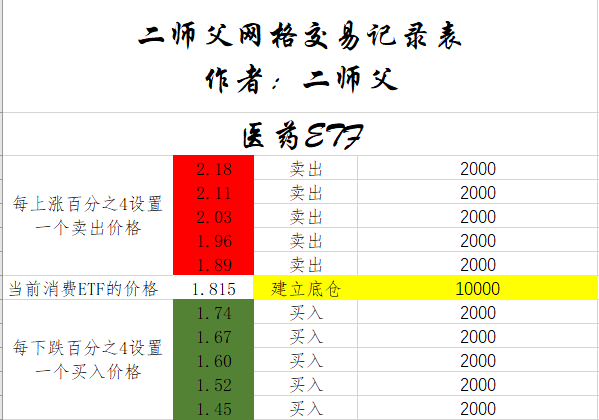 二师父网格交易记录表
作者：二师父
医药ETF
2.18 卖出 2000
2.11 卖出 2000
每上涨百分之4设置
一个卖出价格
2.03 卖出 2000
1.96 卖出 2000
1.89 卖出 2000
当前消费ETF的价格 1.815 建立底仓 10000
1.74 买入 2000
1.67 买入 2000
每下跌百分之4设置
一个买入价格
1.60 买入 2000
1.52 买入 2000
1.45 买入 2000